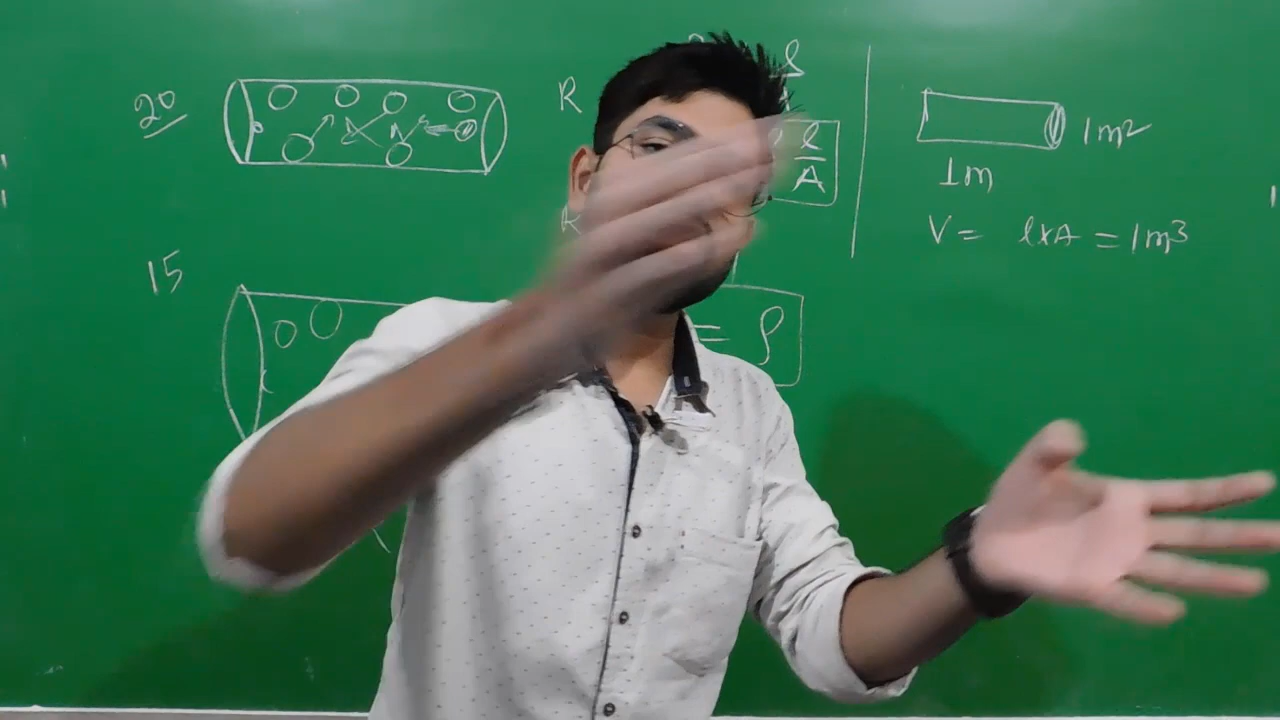 20
R
l
l/A
15
= ρ
1m²
1m
V = l x A = 1m³